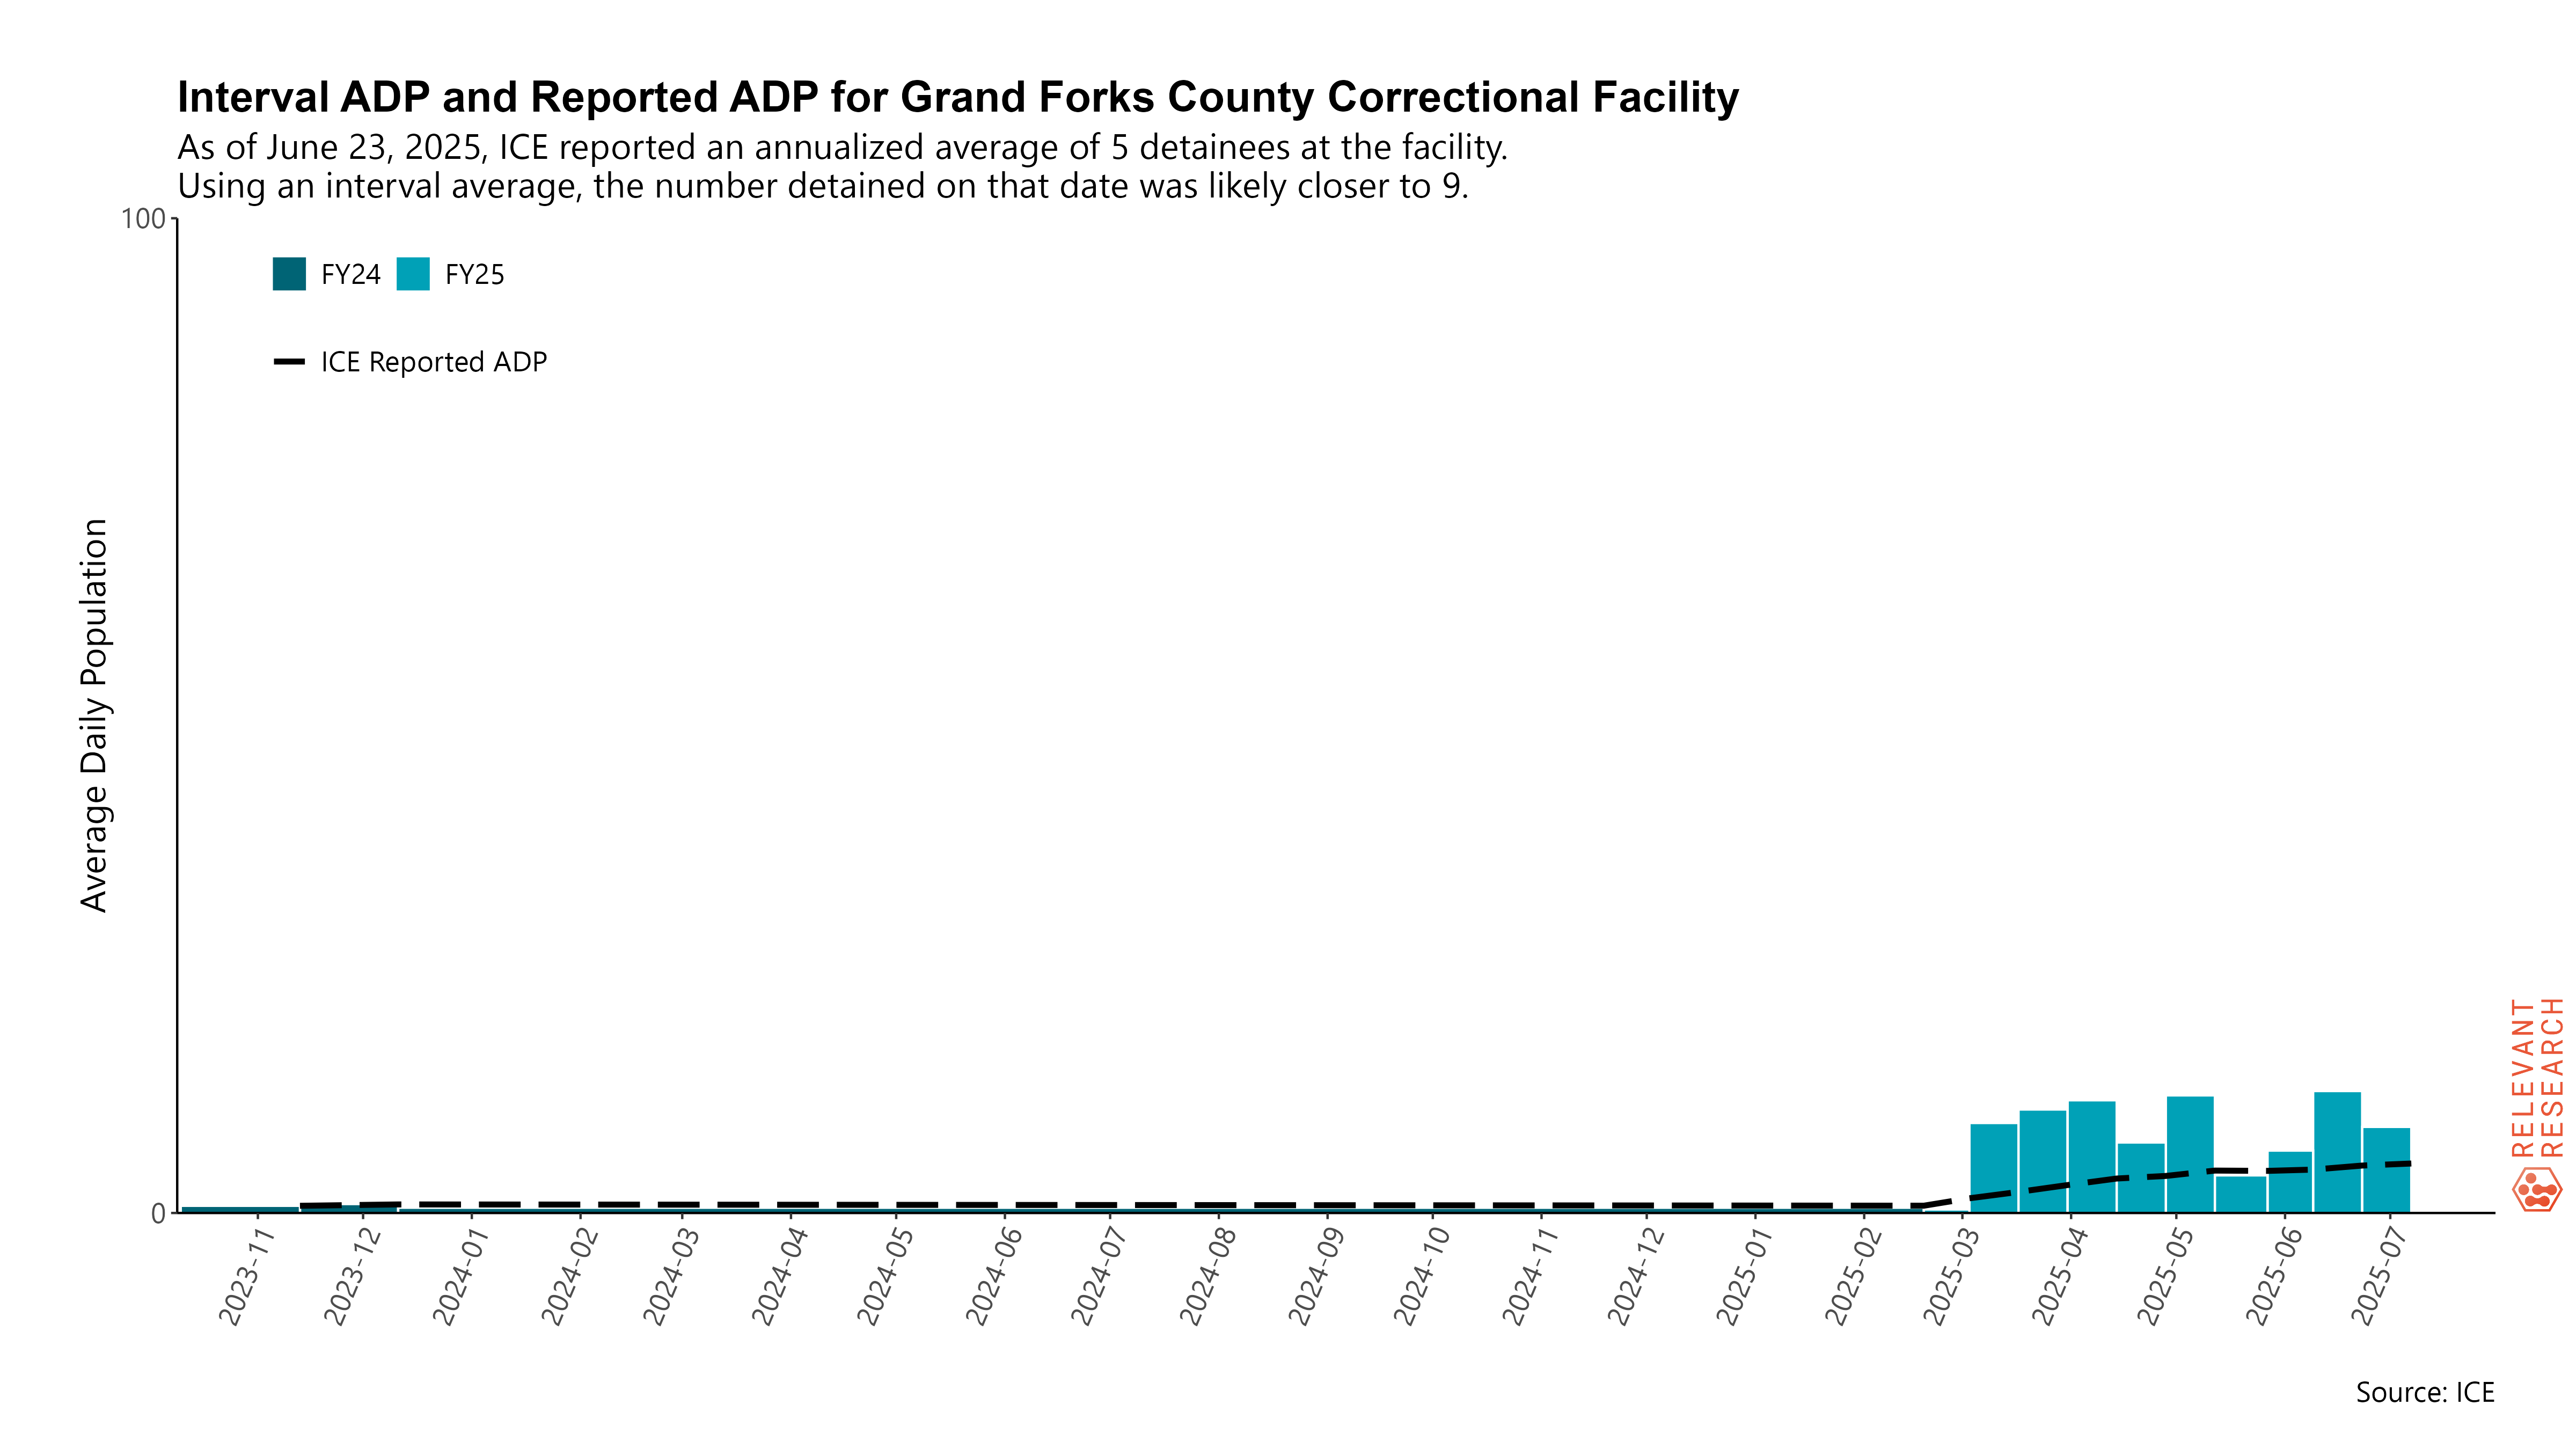 Interval ADP and Reported ADP for Grand Forks County Correctional Facility
As of June 23, 2025, ICE reported an annualized average of 5 detainees at the facility.
Using an interval average, the number detained on that date was likely closer to 9.
100
FY24 FY25
ICE Reported ADP
Average Daily Population
0
2023-11
2023-12
2024-01
2024-02
2024-03
2024-04
2024-05
2024-06
2024-07
2024-08
2024-09
2024-10
2024-11
2024-12
2025-01
2025-02
2025-03
2025-04
2025-05
2025-06
2025-07
RELEVANT
RESEARCH
Source: ICE